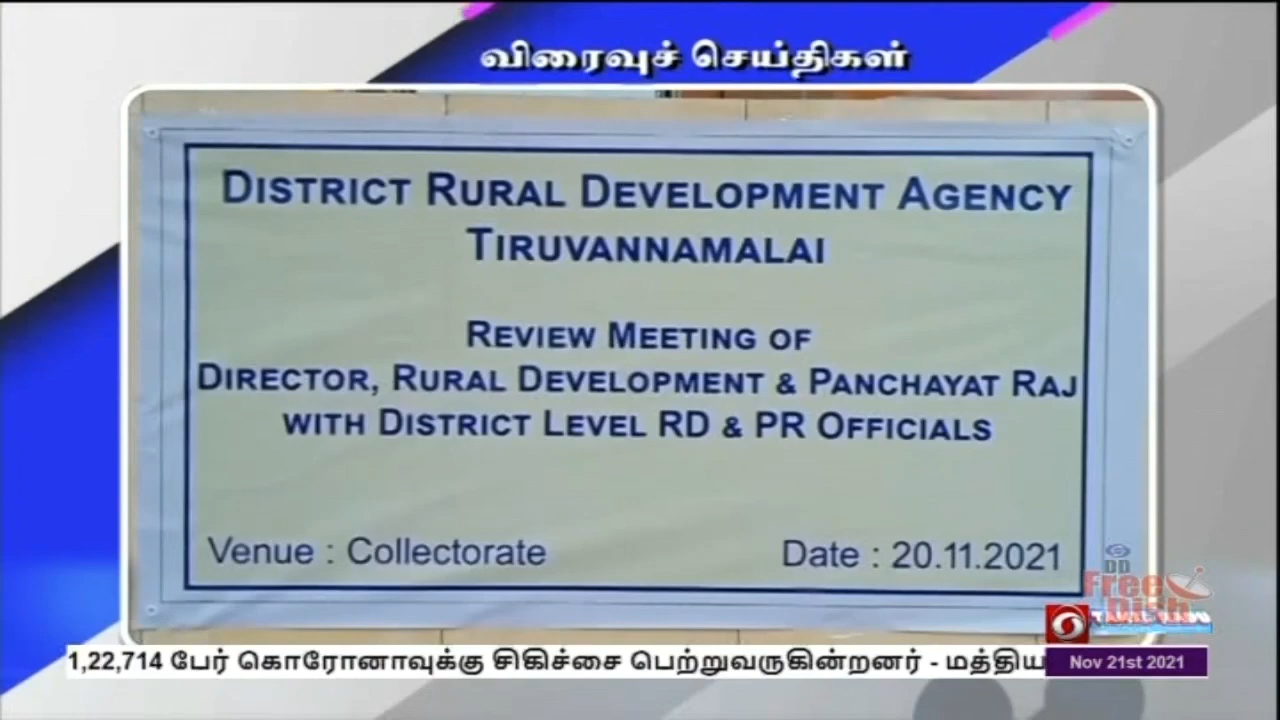 விரைவுச் செய்திகள்
DISTRICT RURAL DEVELOPMENT AGENCY
TIRUVANNAMALAI
REVIEW MEETING OF
DIRECTOR, RURAL DEVELOPMENT & PANCHAYAT RAJ
WITH DISTRICT LEVEL RD & PR OFFICIALS
Venue : Collectorate
Date : 20.11.2021
DD
Free
Dish
1,22,714 பேர் கொரோனாவுக்கு சிகிச்சை பெற்றுவருகின்றனர் - மத்திய
Nov 21st 2021